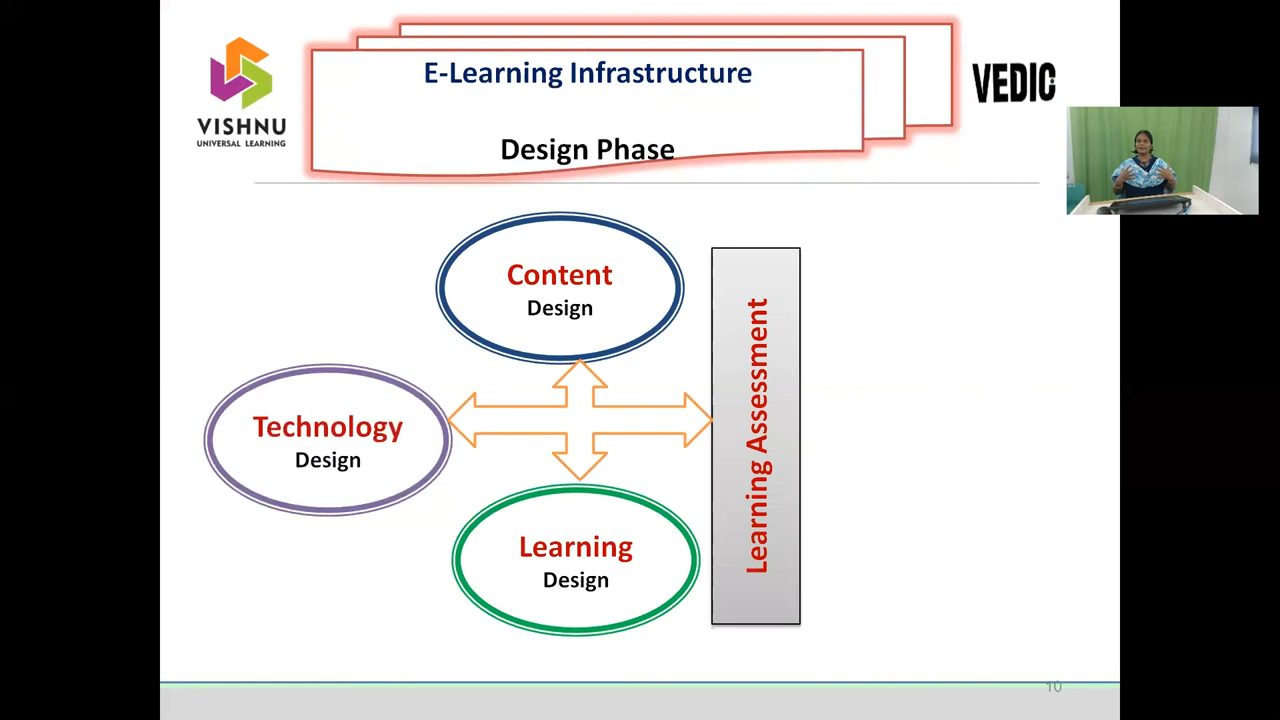 E-Learning Infrastructure
Design Phase
VISHNU
UNIVERSAL LEARNING
VEDIC
Content
Design
Technology
Design
Learning
Design
Learning Assessment
10